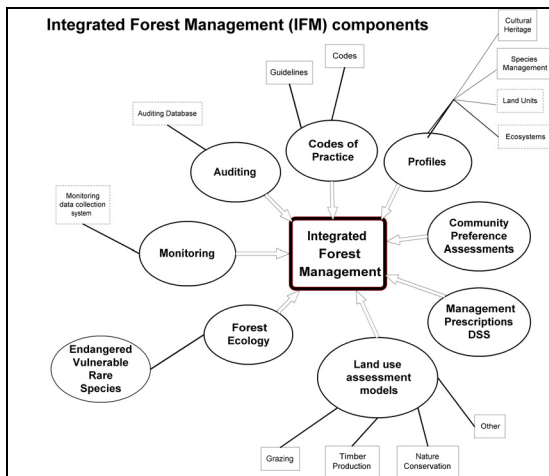 Integrated Forest Management (IFM) components
Cultural
Heritage
Codes
Species
Management
Guidelines
Land Units
Auditing Database
Ecosystems
Codes of
Practice
Auditing
Profiles
Monitoring
data collection
system
Integrated
Forest
Management
Community
Preference
Assessments
Monitoring
Management
Prescriptions
DSS
Forest
Ecology
Endangered
Vulnerable
Rare
Species
Land use
assessment
models
Other
Grazing
Timber
Production
Nature
Conservation